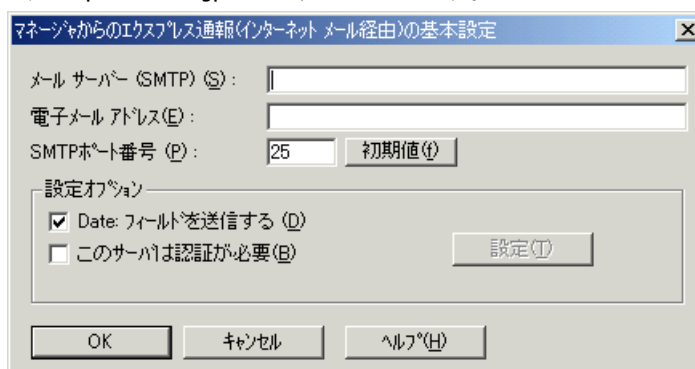 マネージャからのエクスプレス通報(インターネット メール経由)の基本設定
メール サーバー (SMTP) (S) :
電子メール アドレス(E) :
SMTPポート番号 (P) : 25 初期値(f)
設定オプション
Date: フィールドを送信する (D)
このサーバは認証が必要(B) 設定(T)
OK キャンセル ヘルプ(H)